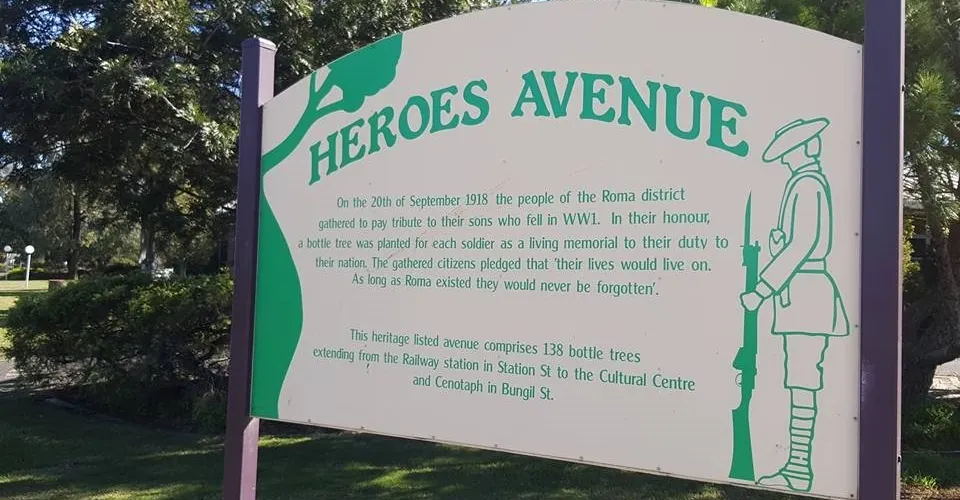 HEROES AVENUE
On the 20th of September 1918 the people of the Roma district
gathered to pay tribute to their sons who fell in WW1. In their honour,
a bottle tree was planted for each soldier as a living memorial to their duty to
their nation. The gathered citizens pledged that 'their lives would live on.
As long as Roma existed they would never be forgotten'.
This heritage listed avenue comprises 138 bottle trees
extending from the Railway station in Station St to the Cultural Centre
and Cenotaph in Bungil St.